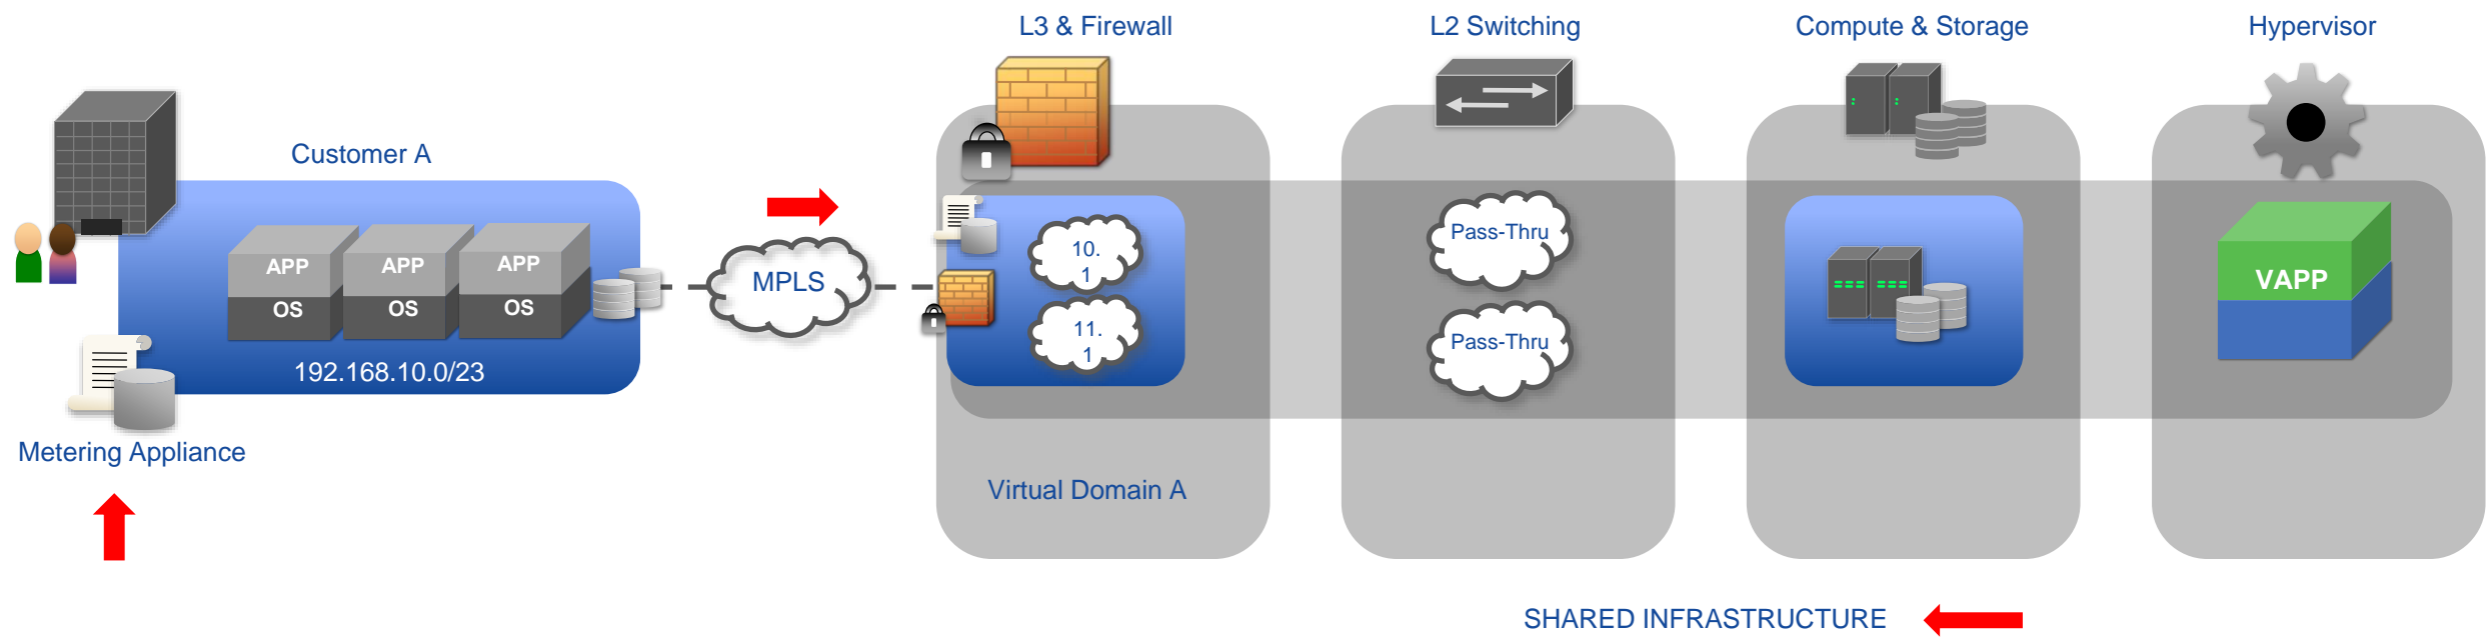 L3 & Firewall
L2 Switching
Compute & Storage
Hypervisor
Customer A
APP
OS
APP
OS
APP
OS
192.168.10.0/23
Metering Appliance
MPLS
10.
1
11.
1
Virtual Domain A
Pass-Thru
Pass-Thru
VAPP
SHARED INFRASTRUCTURE